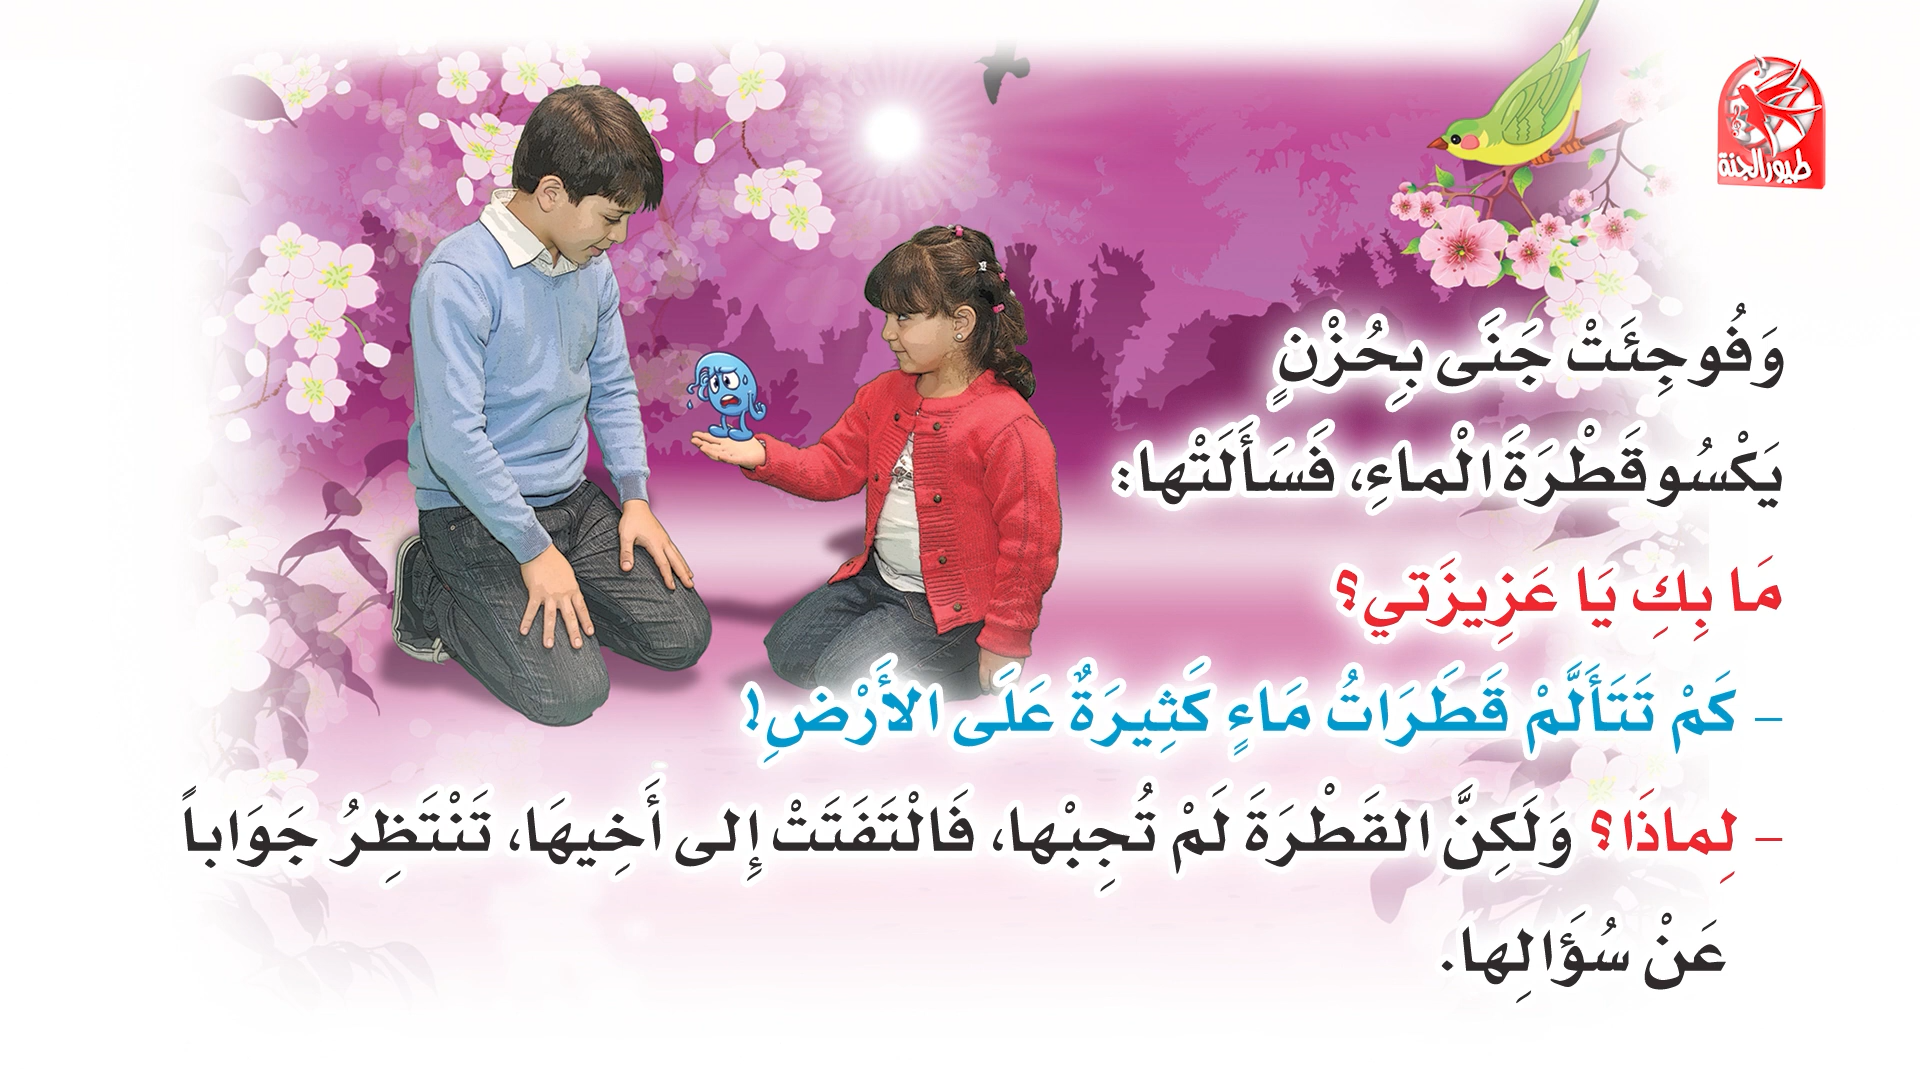 طيور الجنة
وَفُوجِئَتْ جَنَى بِحُزْنٍ
يَكْسُو قَطْرَةَ الْماءِ، فَسَأَلَتْها:
مَا بِكِ يَا عَزِيزَتي؟
– كَمْ تَتَأَلَّمْ قَطَرَاتُ مَاءٍ كَثِيرَةٌ عَلَى الأَرْضِ!
– لِماذَا؟ وَلَكِنَّ القَطْرَةَ لَمْ تُجِبْها، فَالْتَفَتَتْ إِلى أَخِيهَا، تَنْتَظِرُ جَوَاباً
عَنْ سُؤَالِها.